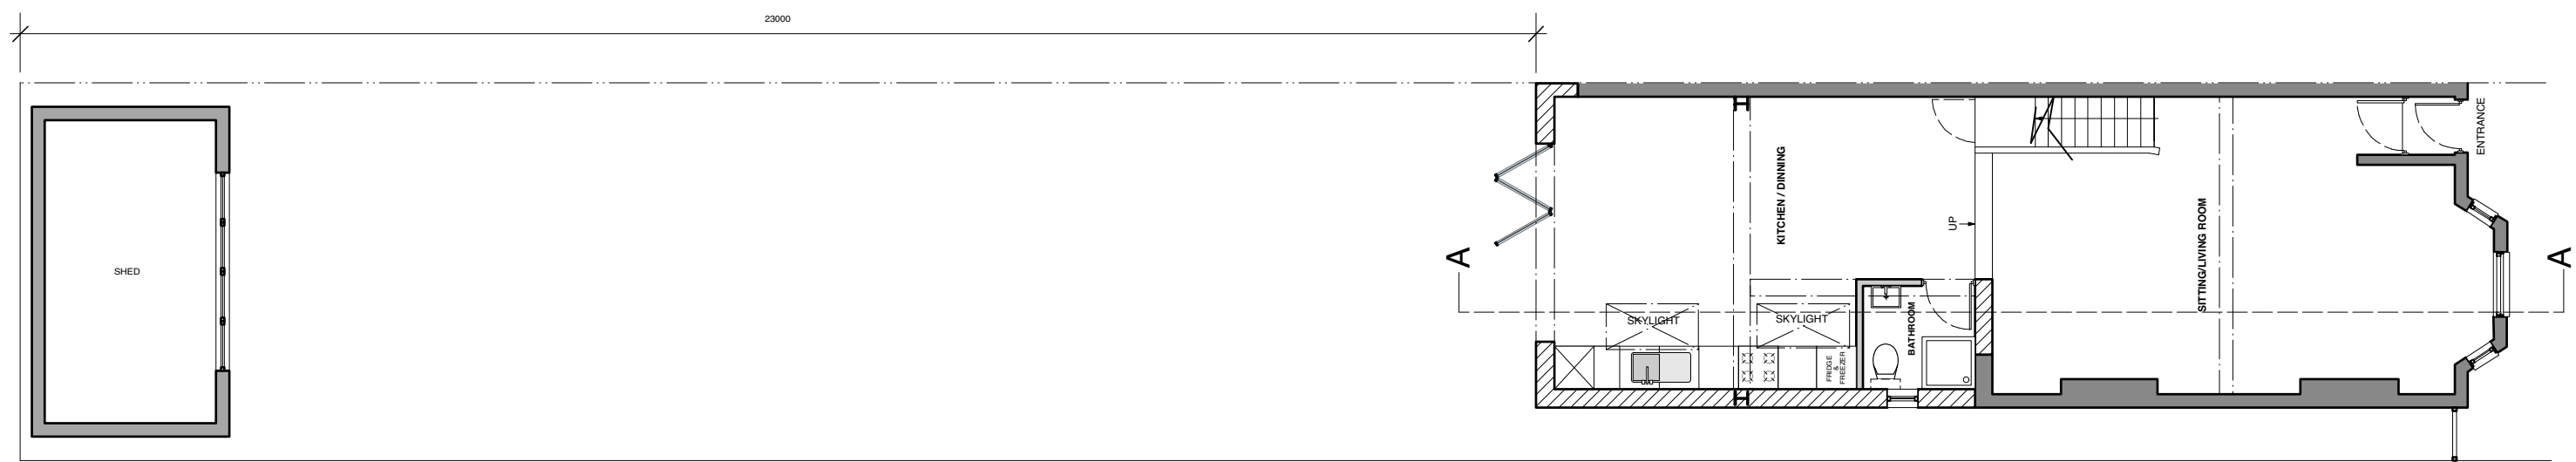 23000
SHED
A
SKYLIGHT
SKYLIGHT
KITCHEN / DINNING
FRIDGE
&
FREEZER
BATHROOM
UP
SITTING/LIVING ROOM
ENTRANCE
A